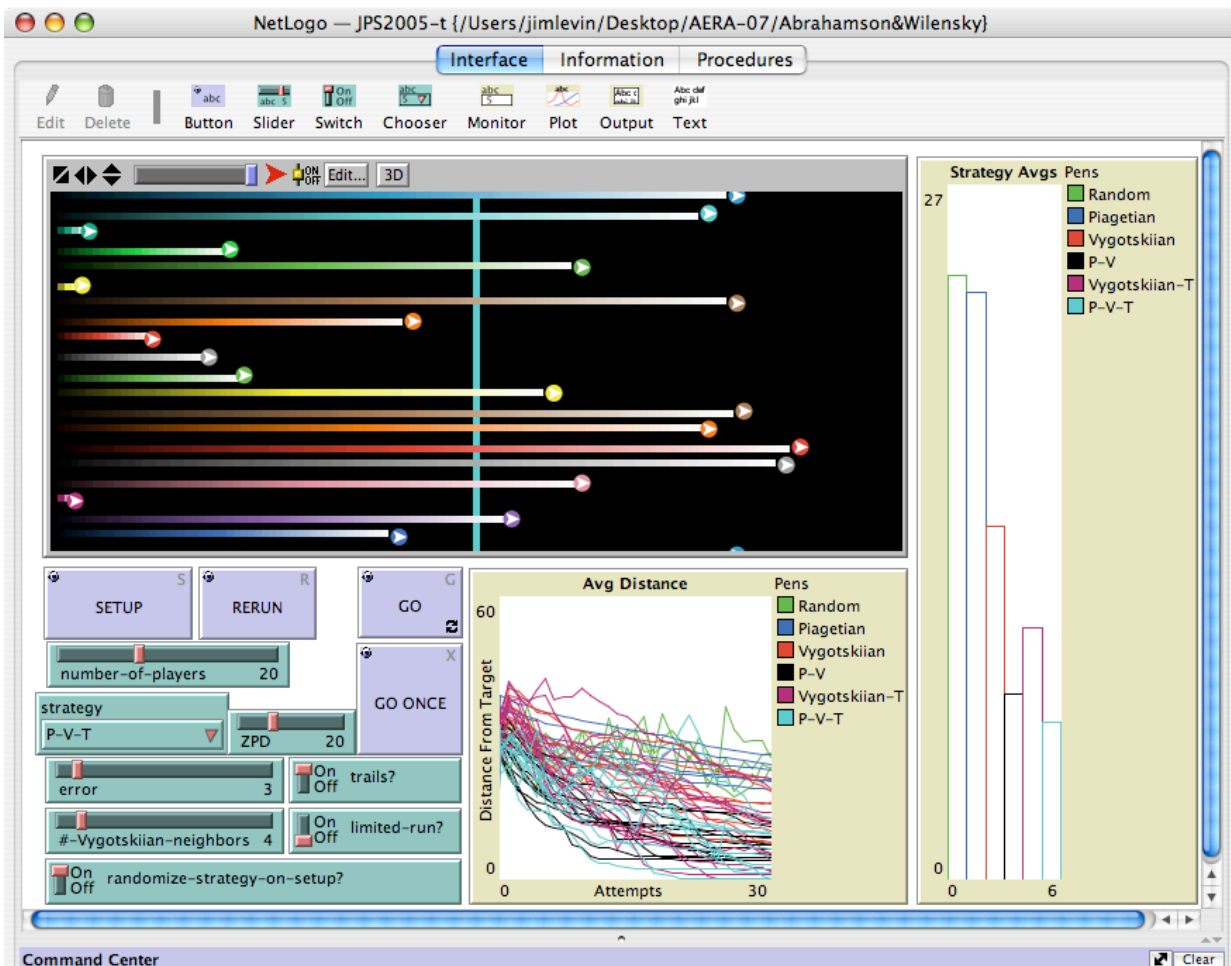 NetLogo — JPS2005-t {/Users/jimlevin/Desktop/AERA-07/Abrahamson&Wilensky}
Interface Information Procedures
Edit Delete Button Slider Switch Chooser Monitor Plot Output Text
ON
OFF
Edit... 3D
Strategy Avgs Pens
27
Random
Piagetian
Vygotskiian
P-V
Vygotskiian-T
P-V-T
0
0 6
S
SETUP
R
RERUN
G
GO
number-of-players 20
X
GO ONCE
strategy
P-V-T
ZPD 20
error 3
On
Off
trails?
#-Vygotskiian-neighbors 4
On
Off
limited-run?
On
Off
randomize-strategy-on-setup?
Avg Distance Pens
60
Distance From Target
0
0 Attempts 30
Random
Piagetian
Vygotskiian
P-V
Vygotskiian-T
P-V-T
Command Center Clear